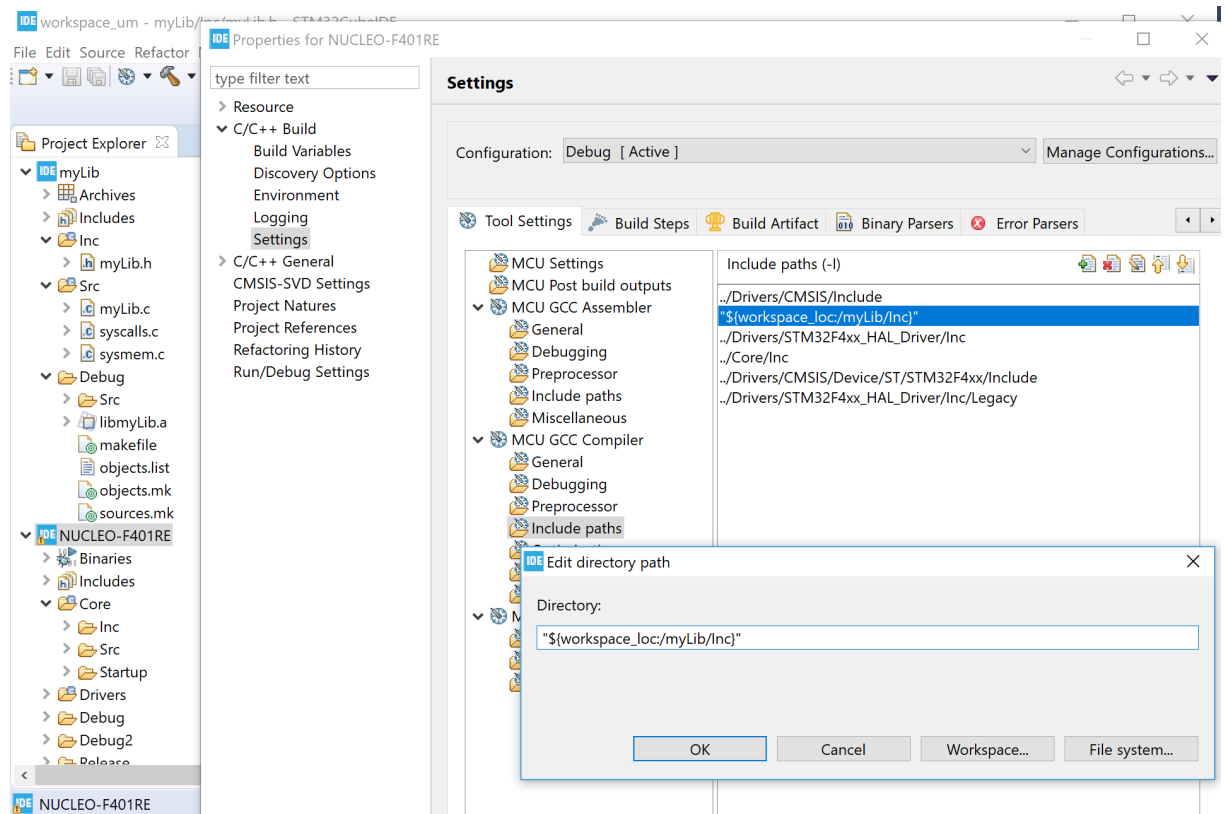 IDE workspace_um - myLib/Inc/myLib.h - STM32CubeIDE
File Edit Source Refactor
Project Explorer
IDE myLib
Archives
Includes
Inc
myLib.h
Src
myLib.c
syscalls.c
sysmem.c
Debug
Src
libmyLib.a
makefile
objects.list
objects.mk
sources.mk
IDE NUCLEO-F401RE
Binaries
Includes
Core
Inc
Src
Startup
Drivers
Debug
Debug2
Release
IDE NUCLEO-F401RE
IDE Properties for NUCLEO-F401RE
type filter text
Resource
C/C++ Build
Build Variables
Discovery Options
Environment
Logging
Settings
C/C++ General
CMSIS-SVD Settings
Project Natures
Project References
Refactoring History
Run/Debug Settings
Settings
Configuration: Debug [ Active ] Manage Configurations...
Tool Settings Build Steps Build Artifact Binary Parsers Error Parsers
MCU Settings
MCU Post build outputs
MCU GCC Assembler
General
Debugging
Preprocessor
Include paths
Miscellaneous
MCU GCC Compiler
General
Debugging
Preprocessor
Include paths
Include paths (-I)
../Drivers/CMSIS/Include
"${workspace_loc:/myLib/Inc}"
../Drivers/STM32F4xx_HAL_Driver/Inc
../Core/Inc
../Drivers/CMSIS/Device/ST/STM32F4xx/Include
../Drivers/STM32F4xx_HAL_Driver/Inc/Legacy
IDE Edit directory path
Directory:
"${workspace_loc:/myLib/Inc}"
OK Cancel Workspace... File system...